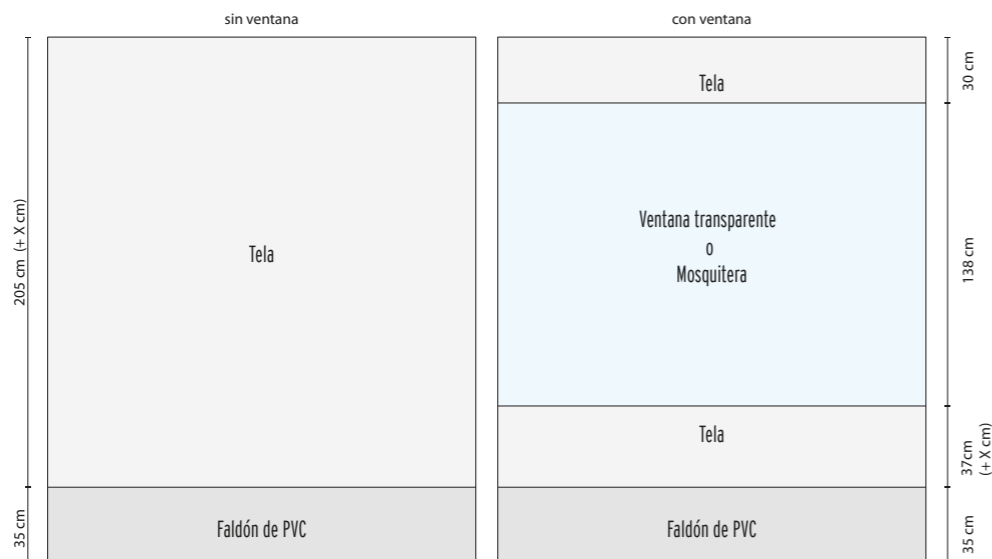 sin ventana
con ventana
205 cm (+ X cm)
Tela
35 cm
Faldón de PVC
Tela
30 cm
Ventana transparente
o
Mosquitera
138 cm
Tela
37cm
(+ X cm)
Faldón de PVC
35 cm